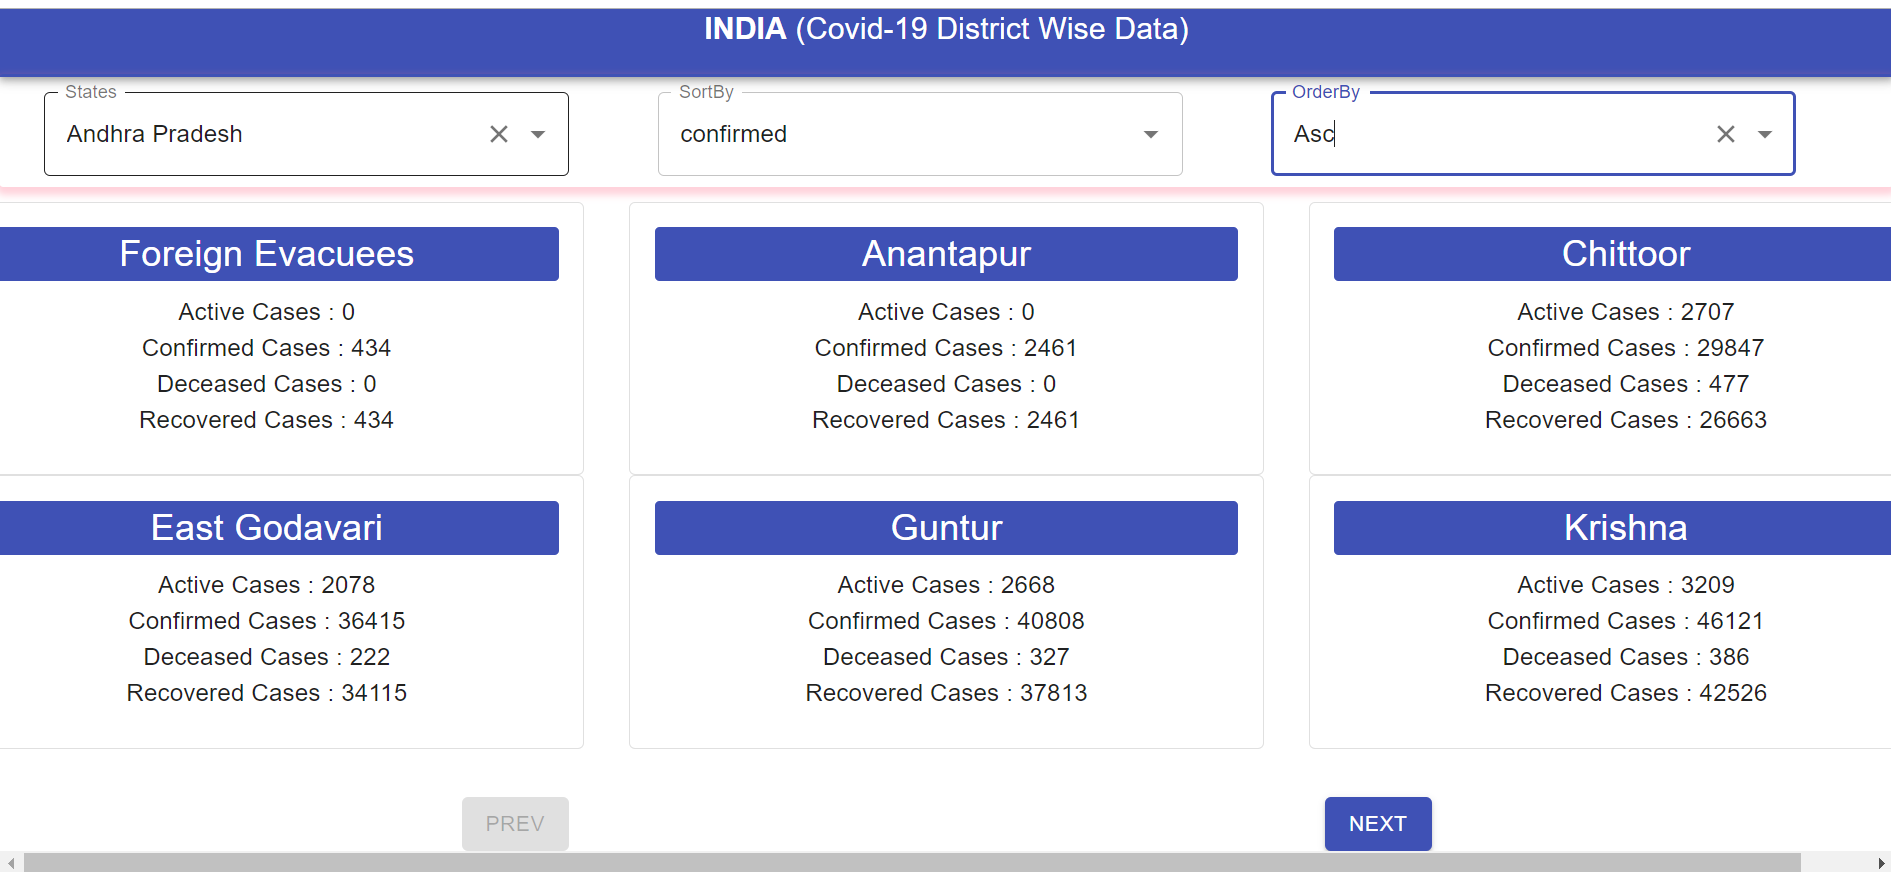 INDIA (Covid-19 District Wise Data)
States
Andhra Pradesh
SortBy
confirmed
OrderBy
Asc
Foreign Evacuees
Active Cases : 0
Confirmed Cases : 434
Deceased Cases : 0
Recovered Cases : 434
Anantapur
Active Cases : 0
Confirmed Cases : 2461
Deceased Cases : 0
Recovered Cases : 2461
Chittoor
Active Cases : 2707
Confirmed Cases : 29847
Deceased Cases : 477
Recovered Cases : 26663
East Godavari
Active Cases : 2078
Confirmed Cases : 36415
Deceased Cases : 222
Recovered Cases : 34115
Guntur
Active Cases : 2668
Confirmed Cases : 40808
Deceased Cases : 327
Recovered Cases : 37813
Krishna
Active Cases : 3209
Confirmed Cases : 46121
Deceased Cases : 386
Recovered Cases : 42526
PREV
NEXT